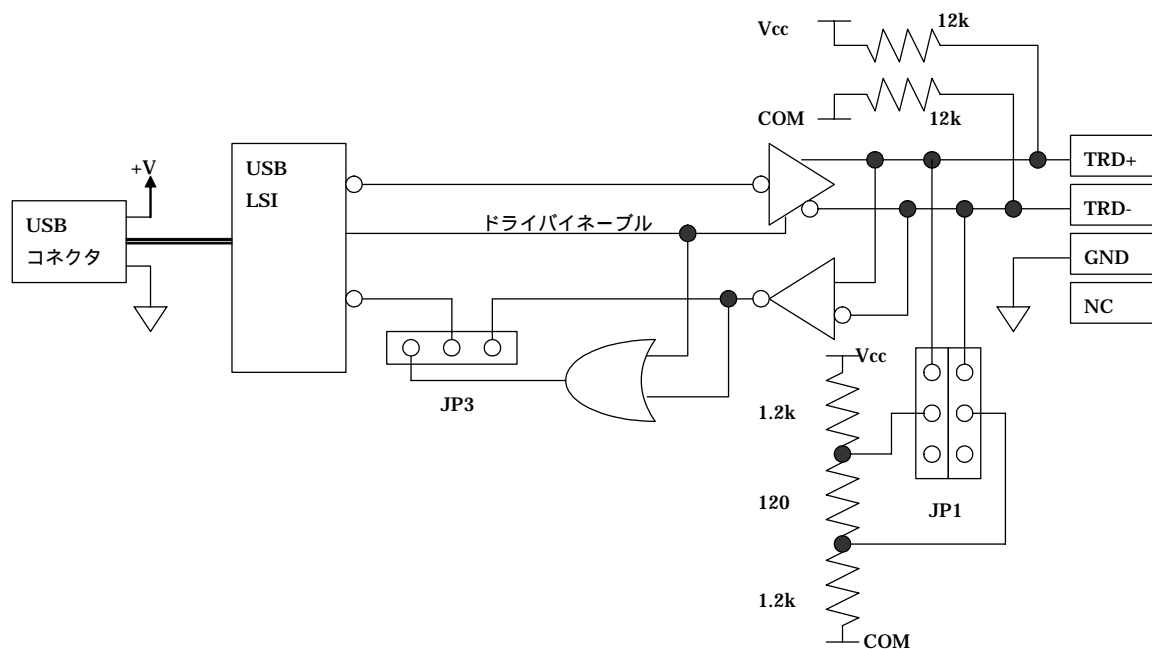 12k
Vcc
COM
12k
TRD+
USB
LSI
+V
TRD-
ドライバイネーブル
USB
コネクタ
GND
NC
Vcc
JP3
1.2k
120
JP1
1.2k
COM